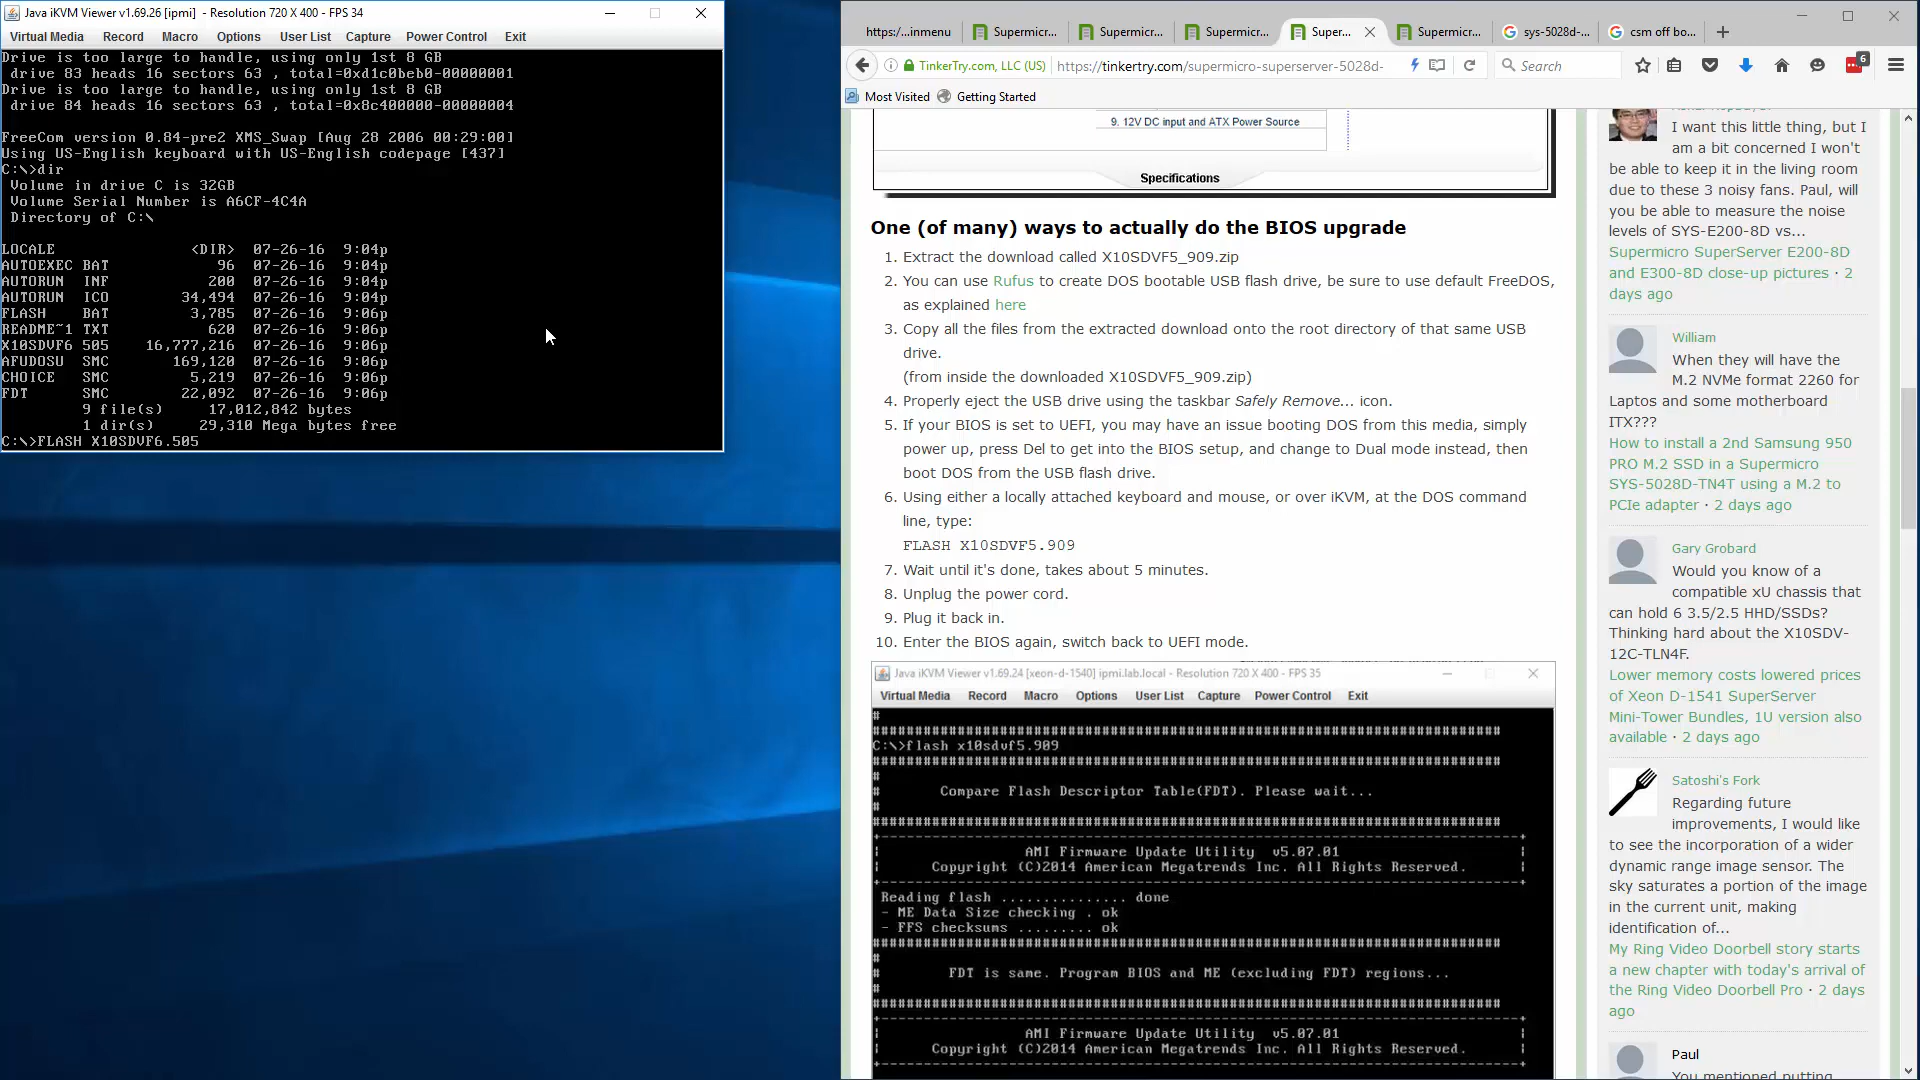 Java iKVM Viewer v1.69.26 [ipmi] - Resolution 720 X 400 - FPS 34
Virtual Media Record Macro Options User List Capture Power Control Exit
Drive is too large to handle, using only 1st 8 GB
drive 83 heads 16 sectors 63 , total=0xd1c0beb0-00000001
Drive is too large to handle, using only 1st 8 GB
drive 84 heads 16 sectors 63 , total=0x8c400000-00000004
FreeCom version 0.84-pre2 XMS_Swap [Aug 28 2006 00:29:00]
Using US-English keyboard with US-English codepage [437]
C:\>dir
Volume in drive C is 32GB
Volume Serial Number is A6CF-4C4A
Directory of C:\
LOCALE <DIR> 07-26-16 9:04p
AUTOEXEC BAT 96 07-26-16 9:04p
AUTORUN INF 200 07-26-16 9:04p
AUTORUN ICO 34,494 07-26-16 9:04p
FLASH BAT 3,785 07-26-16 9:06p
README~1 TXT 620 07-26-16 9:06p
X10SDVF6 505 16,777,216 07-26-16 9:06p
AFUDOSU SMC 169,120 07-26-16 9:06p
CHOICE SMC 5,219 07-26-16 9:06p
FDT SMC 22,092 07-26-16 9:06p
9 file(s) 17,012,842 bytes
1 dir(s) 29,310 Mega bytes free
C:\>FLASH X10SDVF6.505
https:/...inmenu Supermicr... Supermicr... Supermicr... Super... Supermicr... sys-5028d-... csm off bo...
TinkerTry.com, LLC (US) https://tinkertry.com/supermicro-superserver-5028d- Search 6
Most Visited Getting Started
9. 12V DC input and ATX Power Source
Specifications
One (of many) ways to actually do the BIOS upgrade
1. Extract the download called X10SDVF5_909.zip
2. You can use Rufus to create DOS bootable USB flash drive, be sure to use default FreeDOS,
as explained here
3. Copy all the files from the extracted download onto the root directory of that same USB
drive.
(from inside the downloaded X10SDVF5_909.zip)
4. Properly eject the USB drive using the taskbar Safely Remove... icon.
5. If your BIOS is set to UEFI, you may have an issue booting DOS from this media, simply
power up, press Del to get into the BIOS setup, and change to Dual mode instead, then
boot DOS from the USB flash drive.
6. Using either a locally attached keyboard and mouse, or over iKVM, at the DOS command
line, type:
FLASH X10SDVF5.909
7. Wait until it's done, takes about 5 minutes.
8. Unplug the power cord.
9. Plug it back in.
10. Enter the BIOS again, switch back to UEFI mode.
Java iKVM Viewer v1.69.24 [xeon-d-1540] ipmi.lab.local - Resolution 720 X 400 - FPS 35
Virtual Media Record Macro Options User List Capture Power Control Exit
#
################################################################################
C:\>flash x10sdvf5.909
################################################################################
#
# Compare Flash Descriptor Table(FDT). Please wait...
#
################################################################################
+------------------------------------------------------------------------------+
| AMI Firmware Update Utility v5.07.01 |
| Copyright (C)2014 American Megatrends Inc. All Rights Reserved. |
+------------------------------------------------------------------------------+
Reading flash ............... done
- ME Data Size checking . ok
- FFS checksums ......... ok
################################################################################
#
# FDT is same. Program BIOS and ME (excluding FDT) regions...
#
################################################################################
+------------------------------------------------------------------------------+
| AMI Firmware Update Utility v5.07.01 |
| Copyright (C)2014 American Megatrends Inc. All Rights Reserved. |
+------------------------------------------------------------------------------+
I want this little thing, but I
am a bit concerned I won't
be able to keep it in the living room
due to these 3 noisy fans. Paul, will
you be able to measure the noise
levels of SYS-E200-8D vs...
Supermicro SuperServer E200-8D
and E300-8D close-up pictures · 2
days ago
William
When they will have the
M.2 NVMe format 2260 for
Laptos and some motherboard
ITX???
How to install a 2nd Samsung 950
PRO M.2 SSD in a Supermicro
SYS-5028D-TN4T using a M.2 to
PCIe adapter · 2 days ago
Gary Grobard
Would you know of a
compatible xU chassis that
can hold 6 3.5/2.5 HHD/SSDs?
Thinking hard about the X10SDV-
12C-TLN4F.
Lower memory costs lowered prices
of Xeon D-1541 SuperServer
Mini-Tower Bundles, 1U version also
available · 2 days ago
Satoshi's Fork
Regarding future
improvements, I would like
to see the incorporation of a wider
dynamic range image sensor. The
sky saturates a portion of the image
in the current unit, making
identification of...
My Ring Video Doorbell story starts
a new chapter with today's arrival of
the Ring Video Doorbell Pro · 2 days
ago
Paul
You mentioned putting